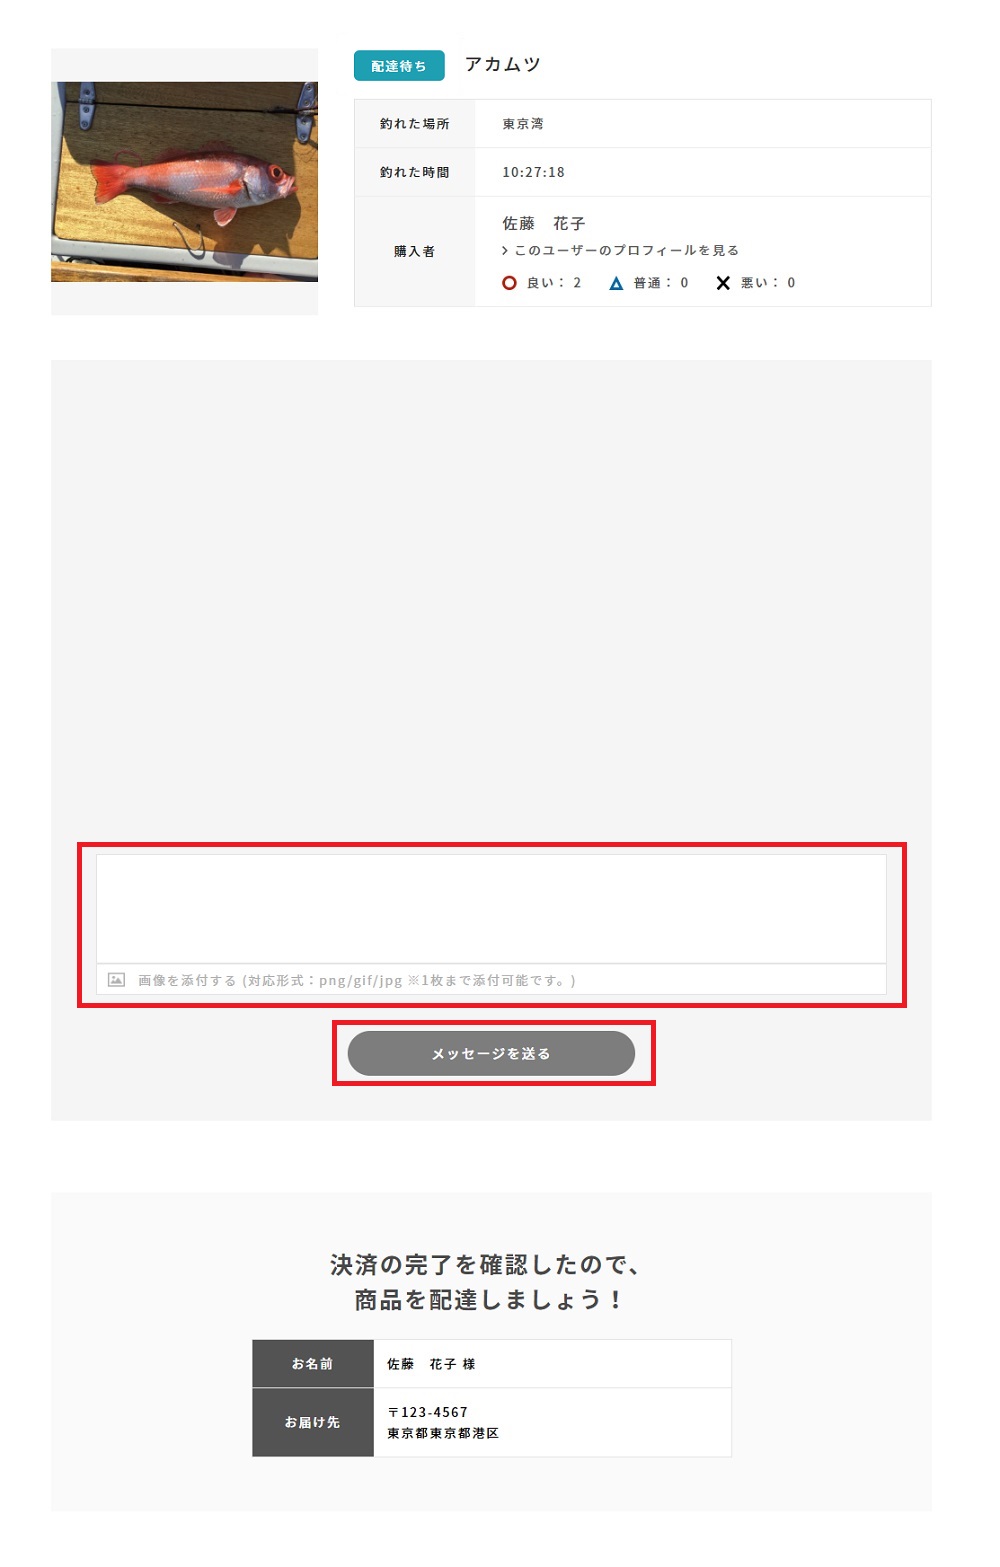 配達待ち アカムツ
釣れた場所 東京湾
釣れた時間 10:27:18
購入者 佐藤　花子
このユーザーのプロフィールを見る
良い： 2 普通： 0 悪い： 0
画像を添付する (対応形式：png/gif/jpg ※1枚まで添付可能です。)
メッセージを送る
決済の完了を確認したので、
商品を配達しましょう！
お名前 佐藤　花子 様
お届け先 〒123-4567
東京都東京都港区